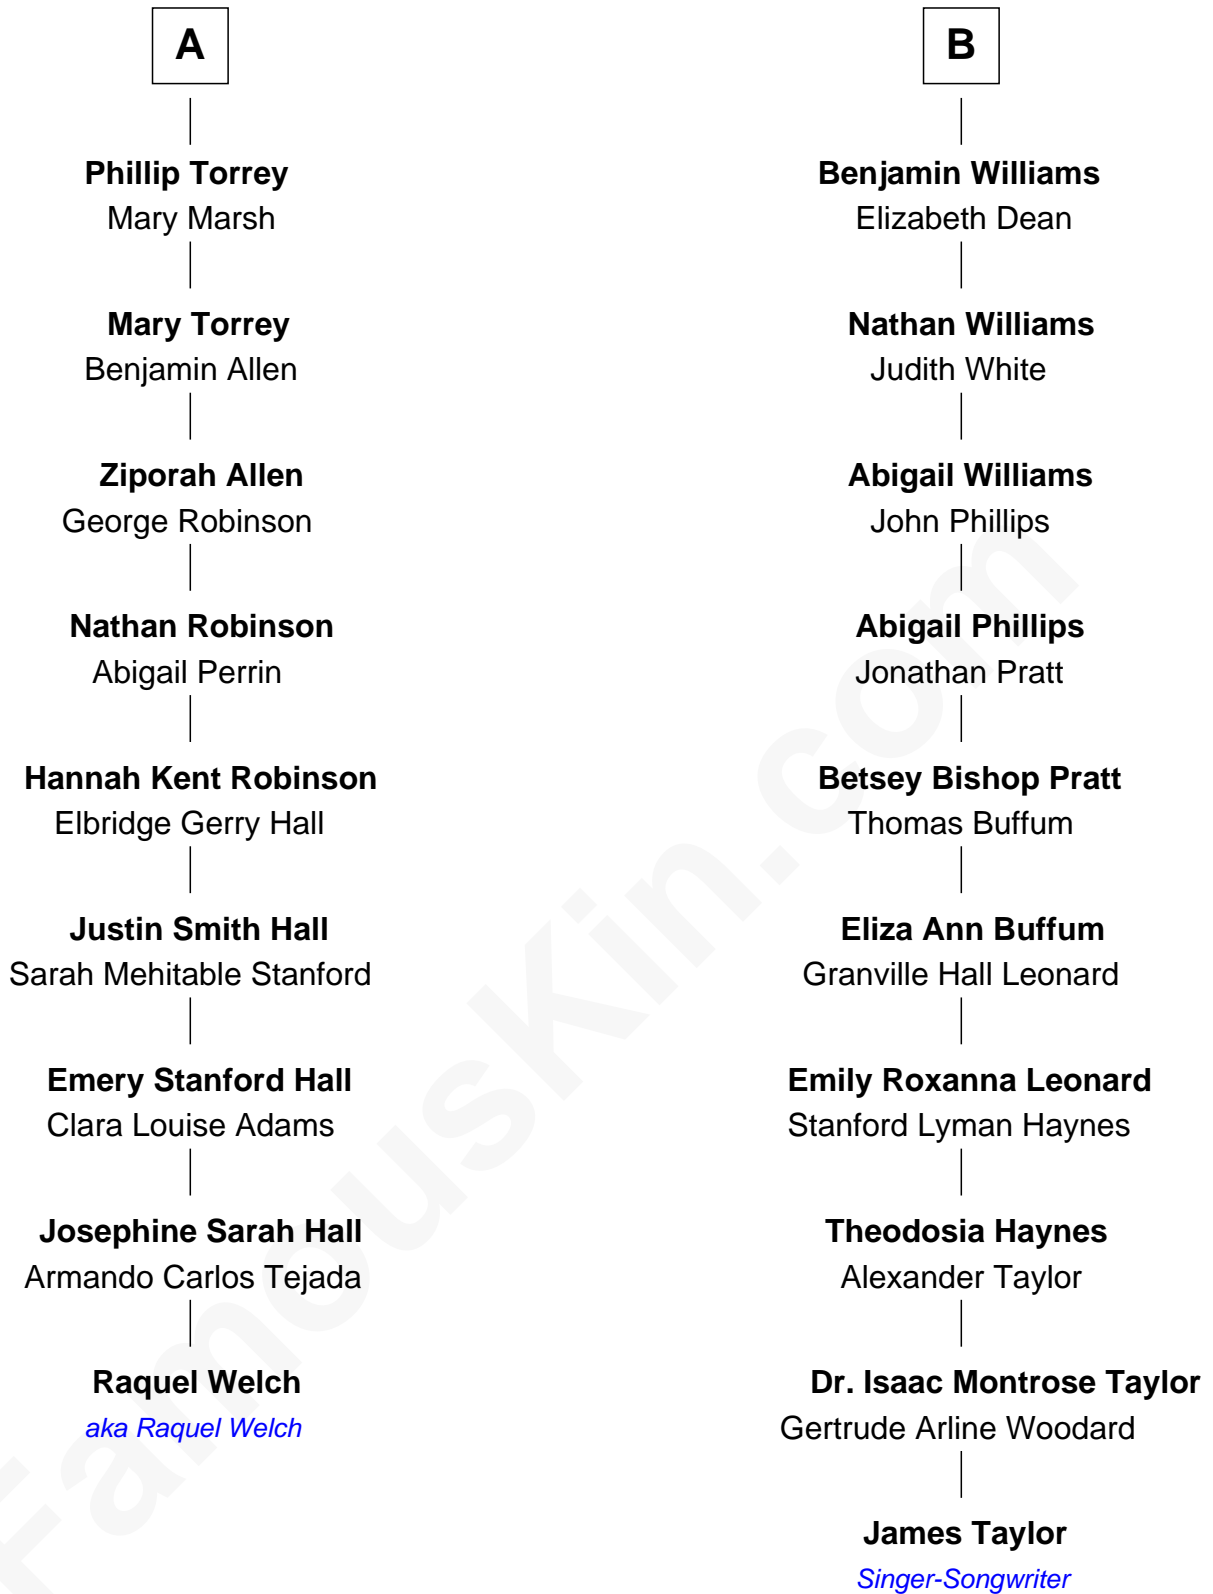 A
Phillip Torrey
Mary Marsh
Mary Torrey
Benjamin Allen
Ziporah Allen
George Robinson
Nathan Robinson
Abigail Perrin
Hannah Kent Robinson
Elbridge Gerry Hall
Justin Smith Hall
Sarah Mehitable Stanford
Emery Stanford Hall
Clara Louise Adams
Josephine Sarah Hall
Armando Carlos Tejada
Raquel Welch
aka Raquel Welch
B
Benjamin Williams
Elizabeth Dean
Nathan Williams
Judith White
Abigail Williams
John Phillips
Abigail Phillips
Jonathan Pratt
Betsey Bishop Pratt
Thomas Buffum
Eliza Ann Buffum
Granville Hall Leonard
Emily Roxanna Leonard
Stanford Lyman Haynes
Theodosia Haynes
Alexander Taylor
Dr. Isaac Montrose Taylor
Gertrude Arline Woodard
James Taylor
Singer-Songwriter
FamousKin.com